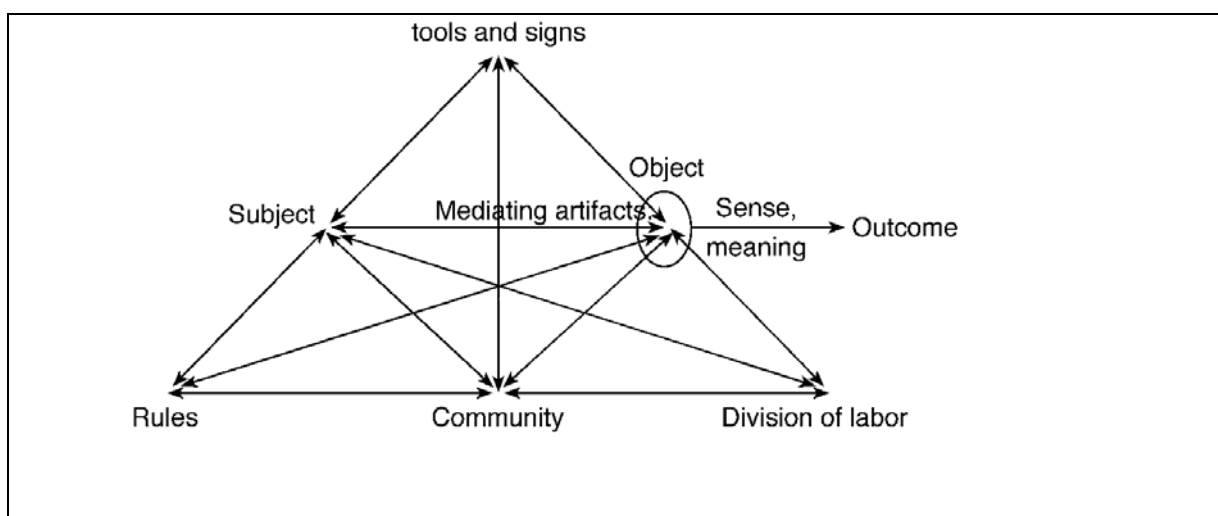 tools and signs
Object
Subject
Mediating artifacts,
Sense,
meaning
Outcome
Rules
Community
Division of labor